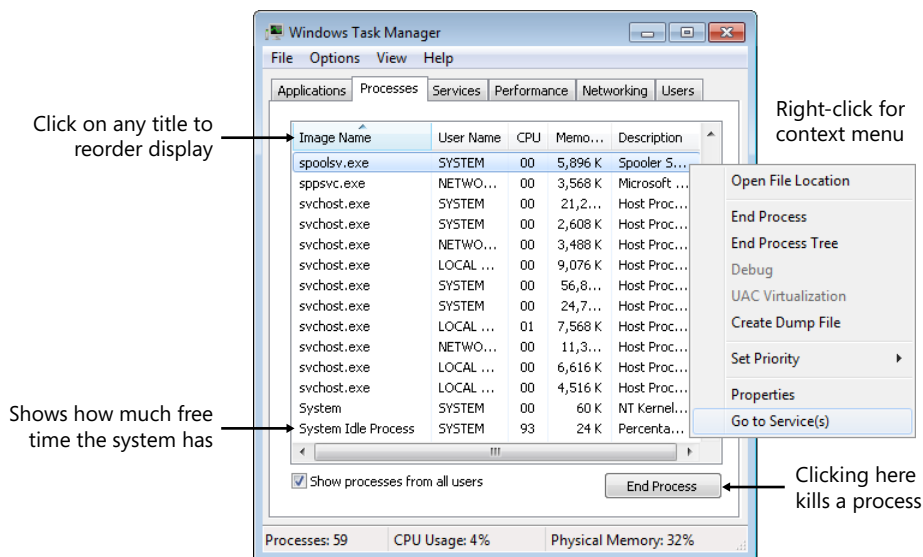 Windows Task Manager
File Options View Help
Applications Processes Services Performance Networking Users
Click on any title to
reorder display
Right-click for
context menu
Image Name User Name CPU Memo... Description
spoolsv.exe SYSTEM 00 5,896 K Spooler S...
sppsvc.exe NETWO... 00 3,568 K Microsoft ...
svchost.exe SYSTEM 00 21,2... Host Proc...
svchost.exe SYSTEM 00 2,608 K Host Proc...
svchost.exe NETWO... 00 3,488 K Host Proc...
svchost.exe LOCAL ... 00 9,076 K Host Proc...
svchost.exe SYSTEM 00 56,8... Host Proc...
svchost.exe SYSTEM 00 24,7... Host Proc...
svchost.exe LOCAL ... 01 7,568 K Host Proc...
svchost.exe NETWO... 00 11,3... Host Proc...
svchost.exe LOCAL ... 00 6,616 K Host Proc...
svchost.exe LOCAL ... 00 4,516 K Host Proc...
System SYSTEM 00 60 K NT Kernel...
System Idle Process SYSTEM 93 24 K Percenta...
Open File Location
End Process
End Process Tree
Debug
UAC Virtualization
Create Dump File
Set Priority
Properties
Go to Service(s)
Shows how much free
time the system has
Show processes from all users
End Process
Clicking here
kills a process
Processes: 59 CPU Usage: 4% Physical Memory: 32%